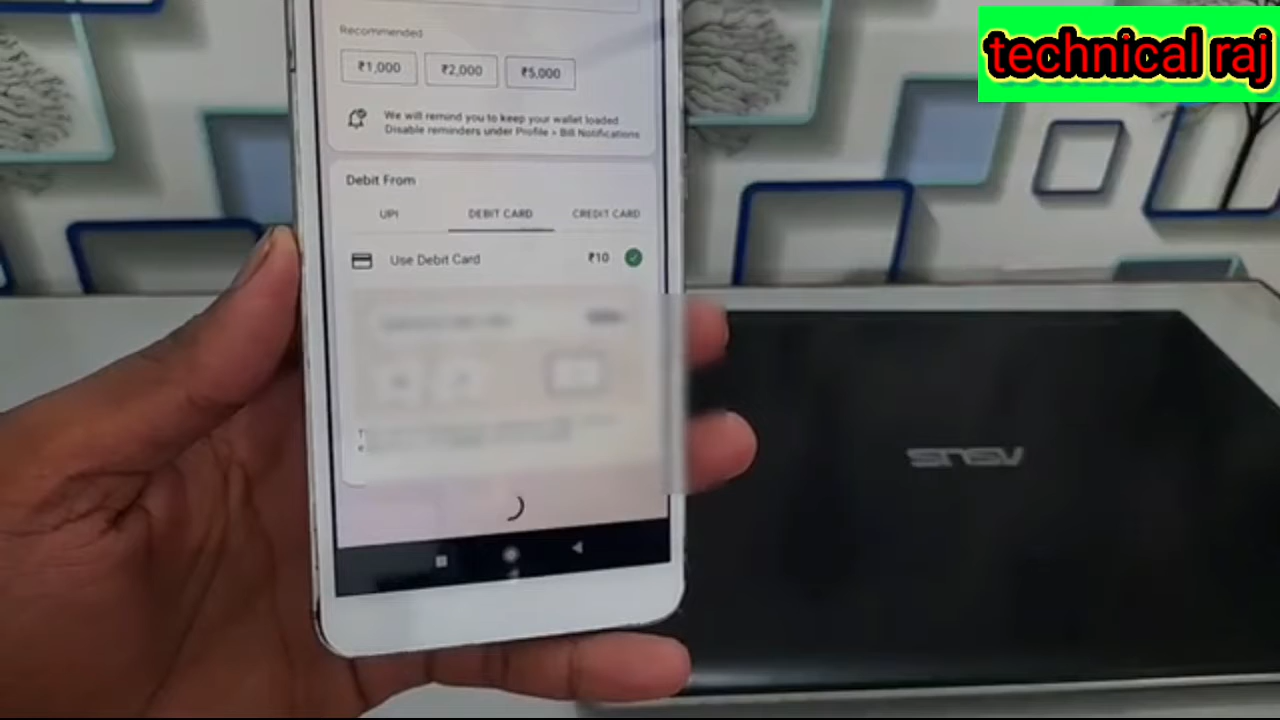 technical raj
Recommended
₹1,000 ₹2,000 ₹5,000
We will remind you to keep your wallet loaded
Disable reminders under Profile > Bill Notifications
Debit From
UPI DEBIT CARD CREDIT CARD
Use Debit Card ₹10
ASUS